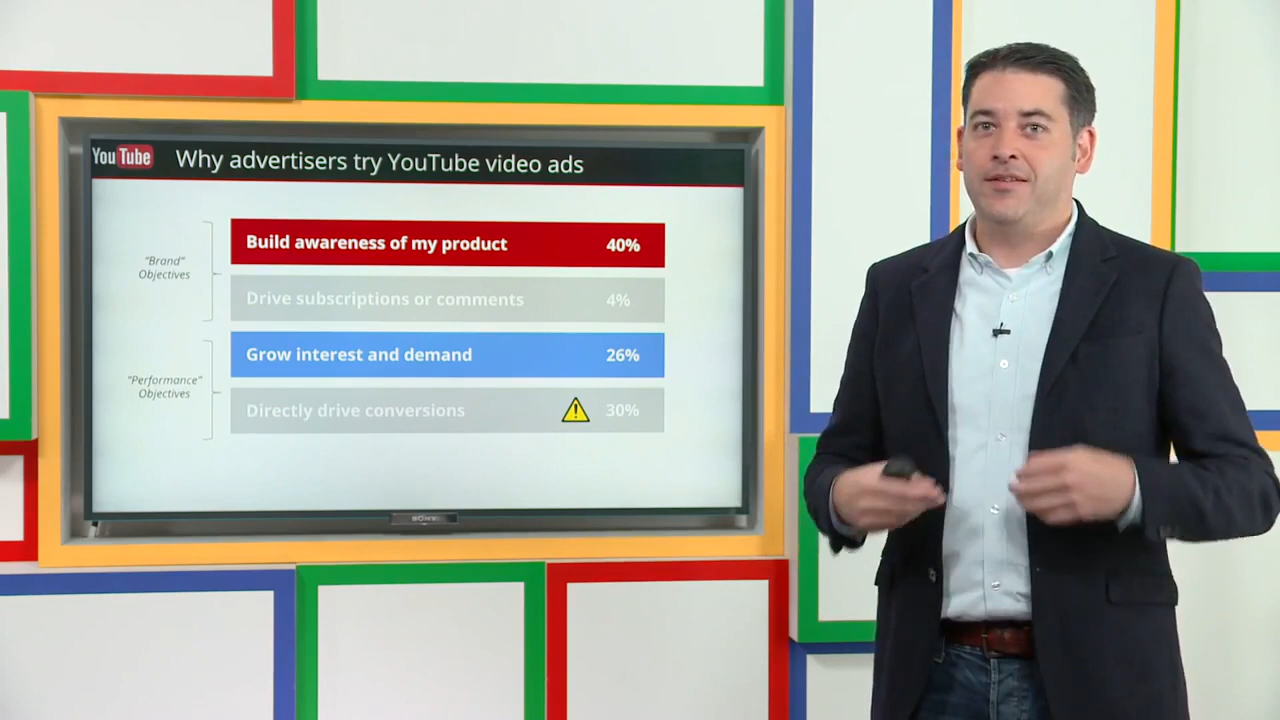 YouTube Why advertisers try YouTube video ads
"Brand"
Objectives
Build awareness of my product 40%
Drive subscriptions or comments 4%
"Performance"
Objectives
Grow interest and demand 26%
Directly drive conversions 30%
SONY